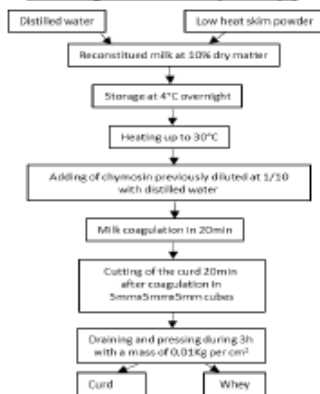 Distilled water
Low heat skim powder
Reconstitued milk at 10% dry matter
Storage at 4°C overnight
Heating up to 30°C
Adding of chymosin previously diluted at 1/10
with distilled water
Milk coagulation in 20min
Cutting of the curd 20min
after coagulation in
5mmx5mmx5mm cubes
Draining and pressing during 3h
with a mass of 0,01Kg per cm²
Curd
Whey